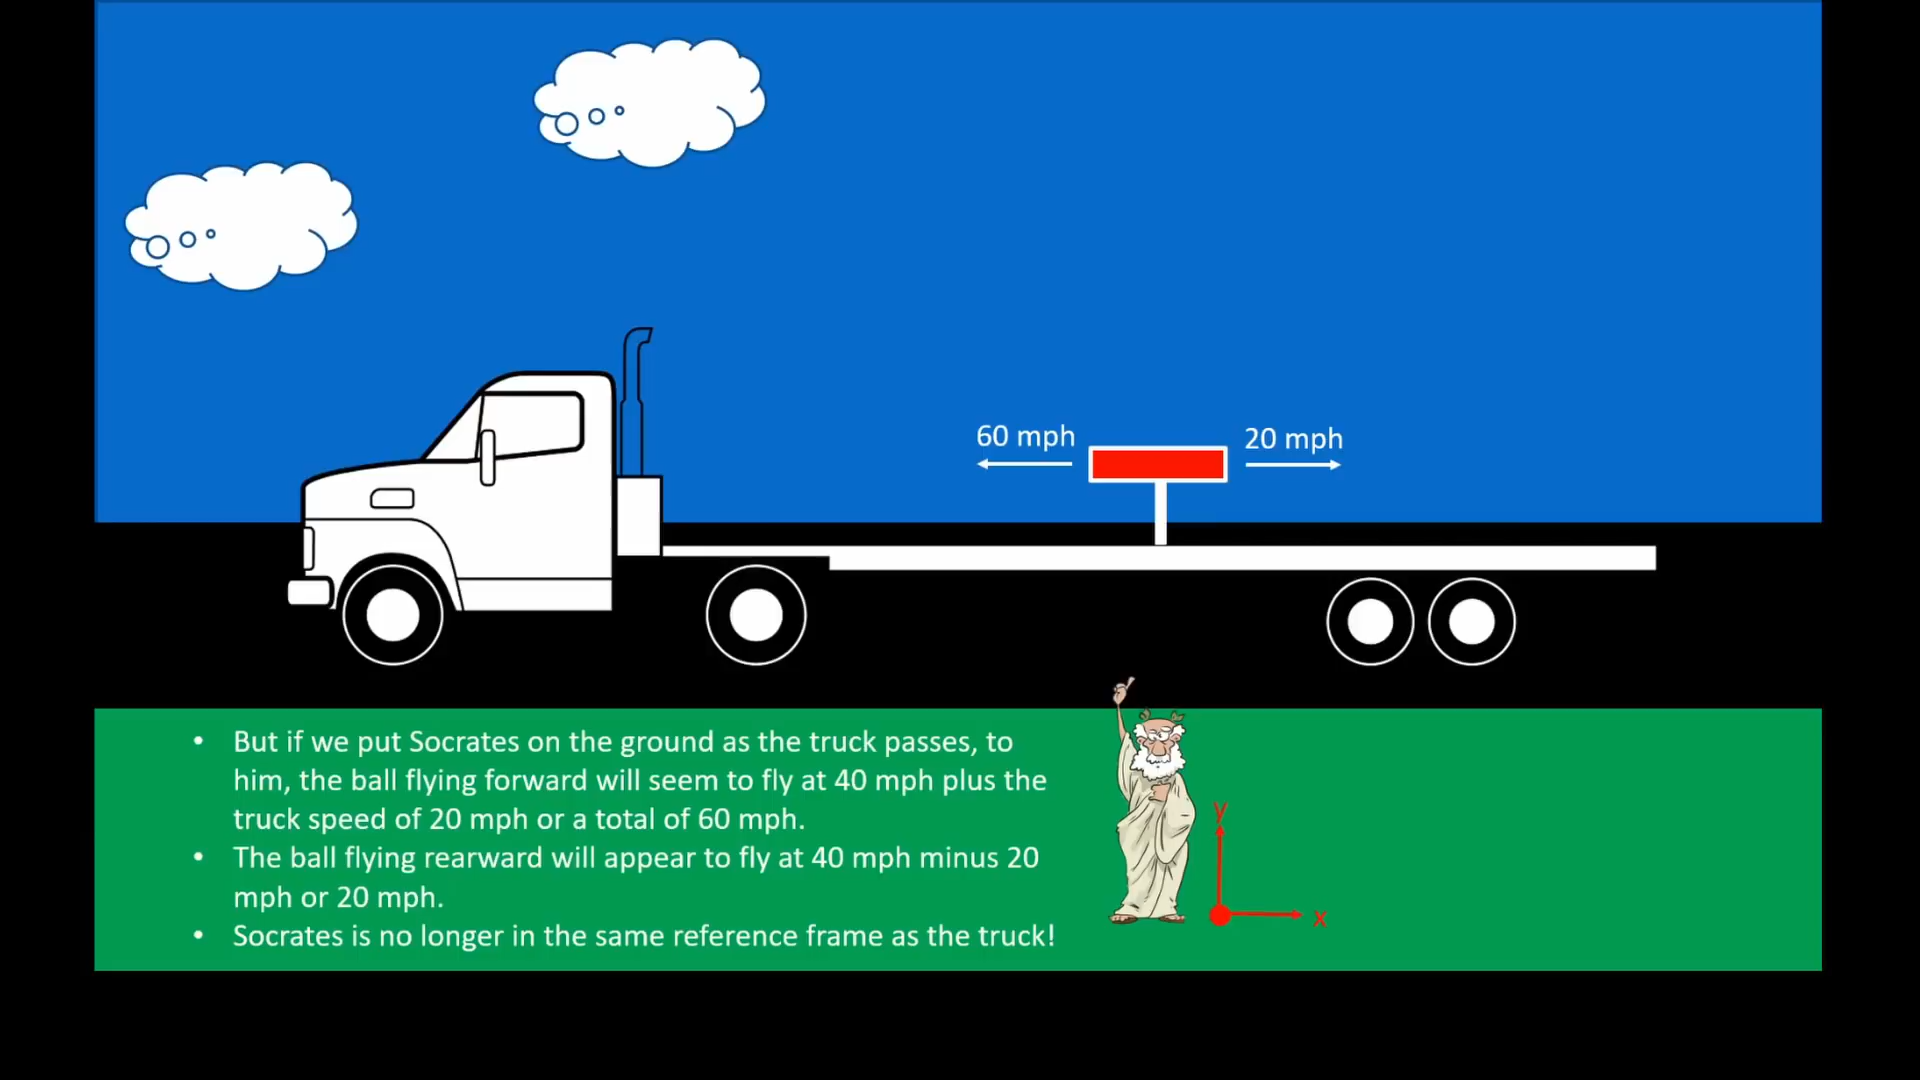 60 mph
20 mph
• But if we put Socrates on the ground as the truck passes, to
him, the ball flying forward will seem to fly at 40 mph plus the
truck speed of 20 mph or a total of 60 mph.
• The ball flying rearward will appear to fly at 40 mph minus 20
mph or 20 mph.
• Socrates is no longer in the same reference frame as the truck!
y
x